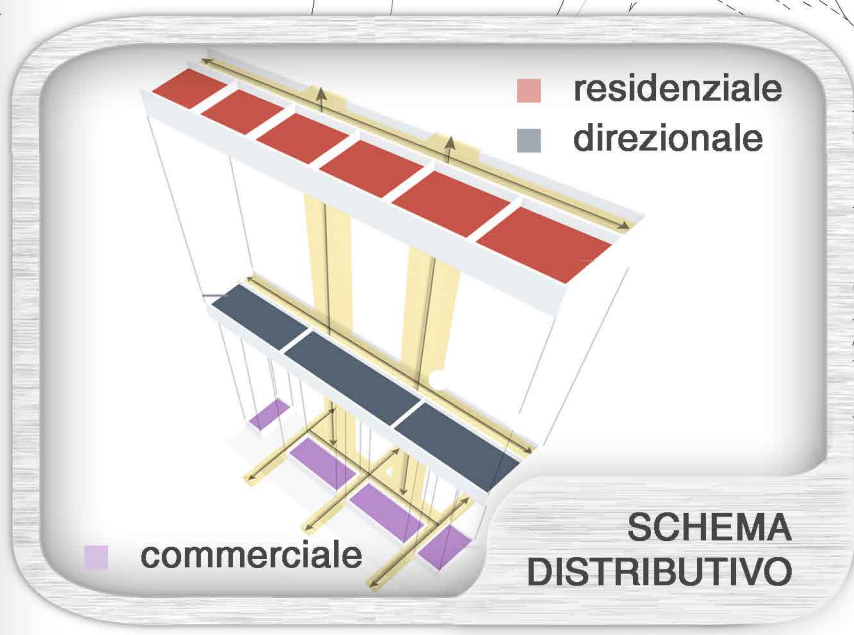 residenziale
direzionale
commerciale
SCHEMA
DISTRIBUTIVO